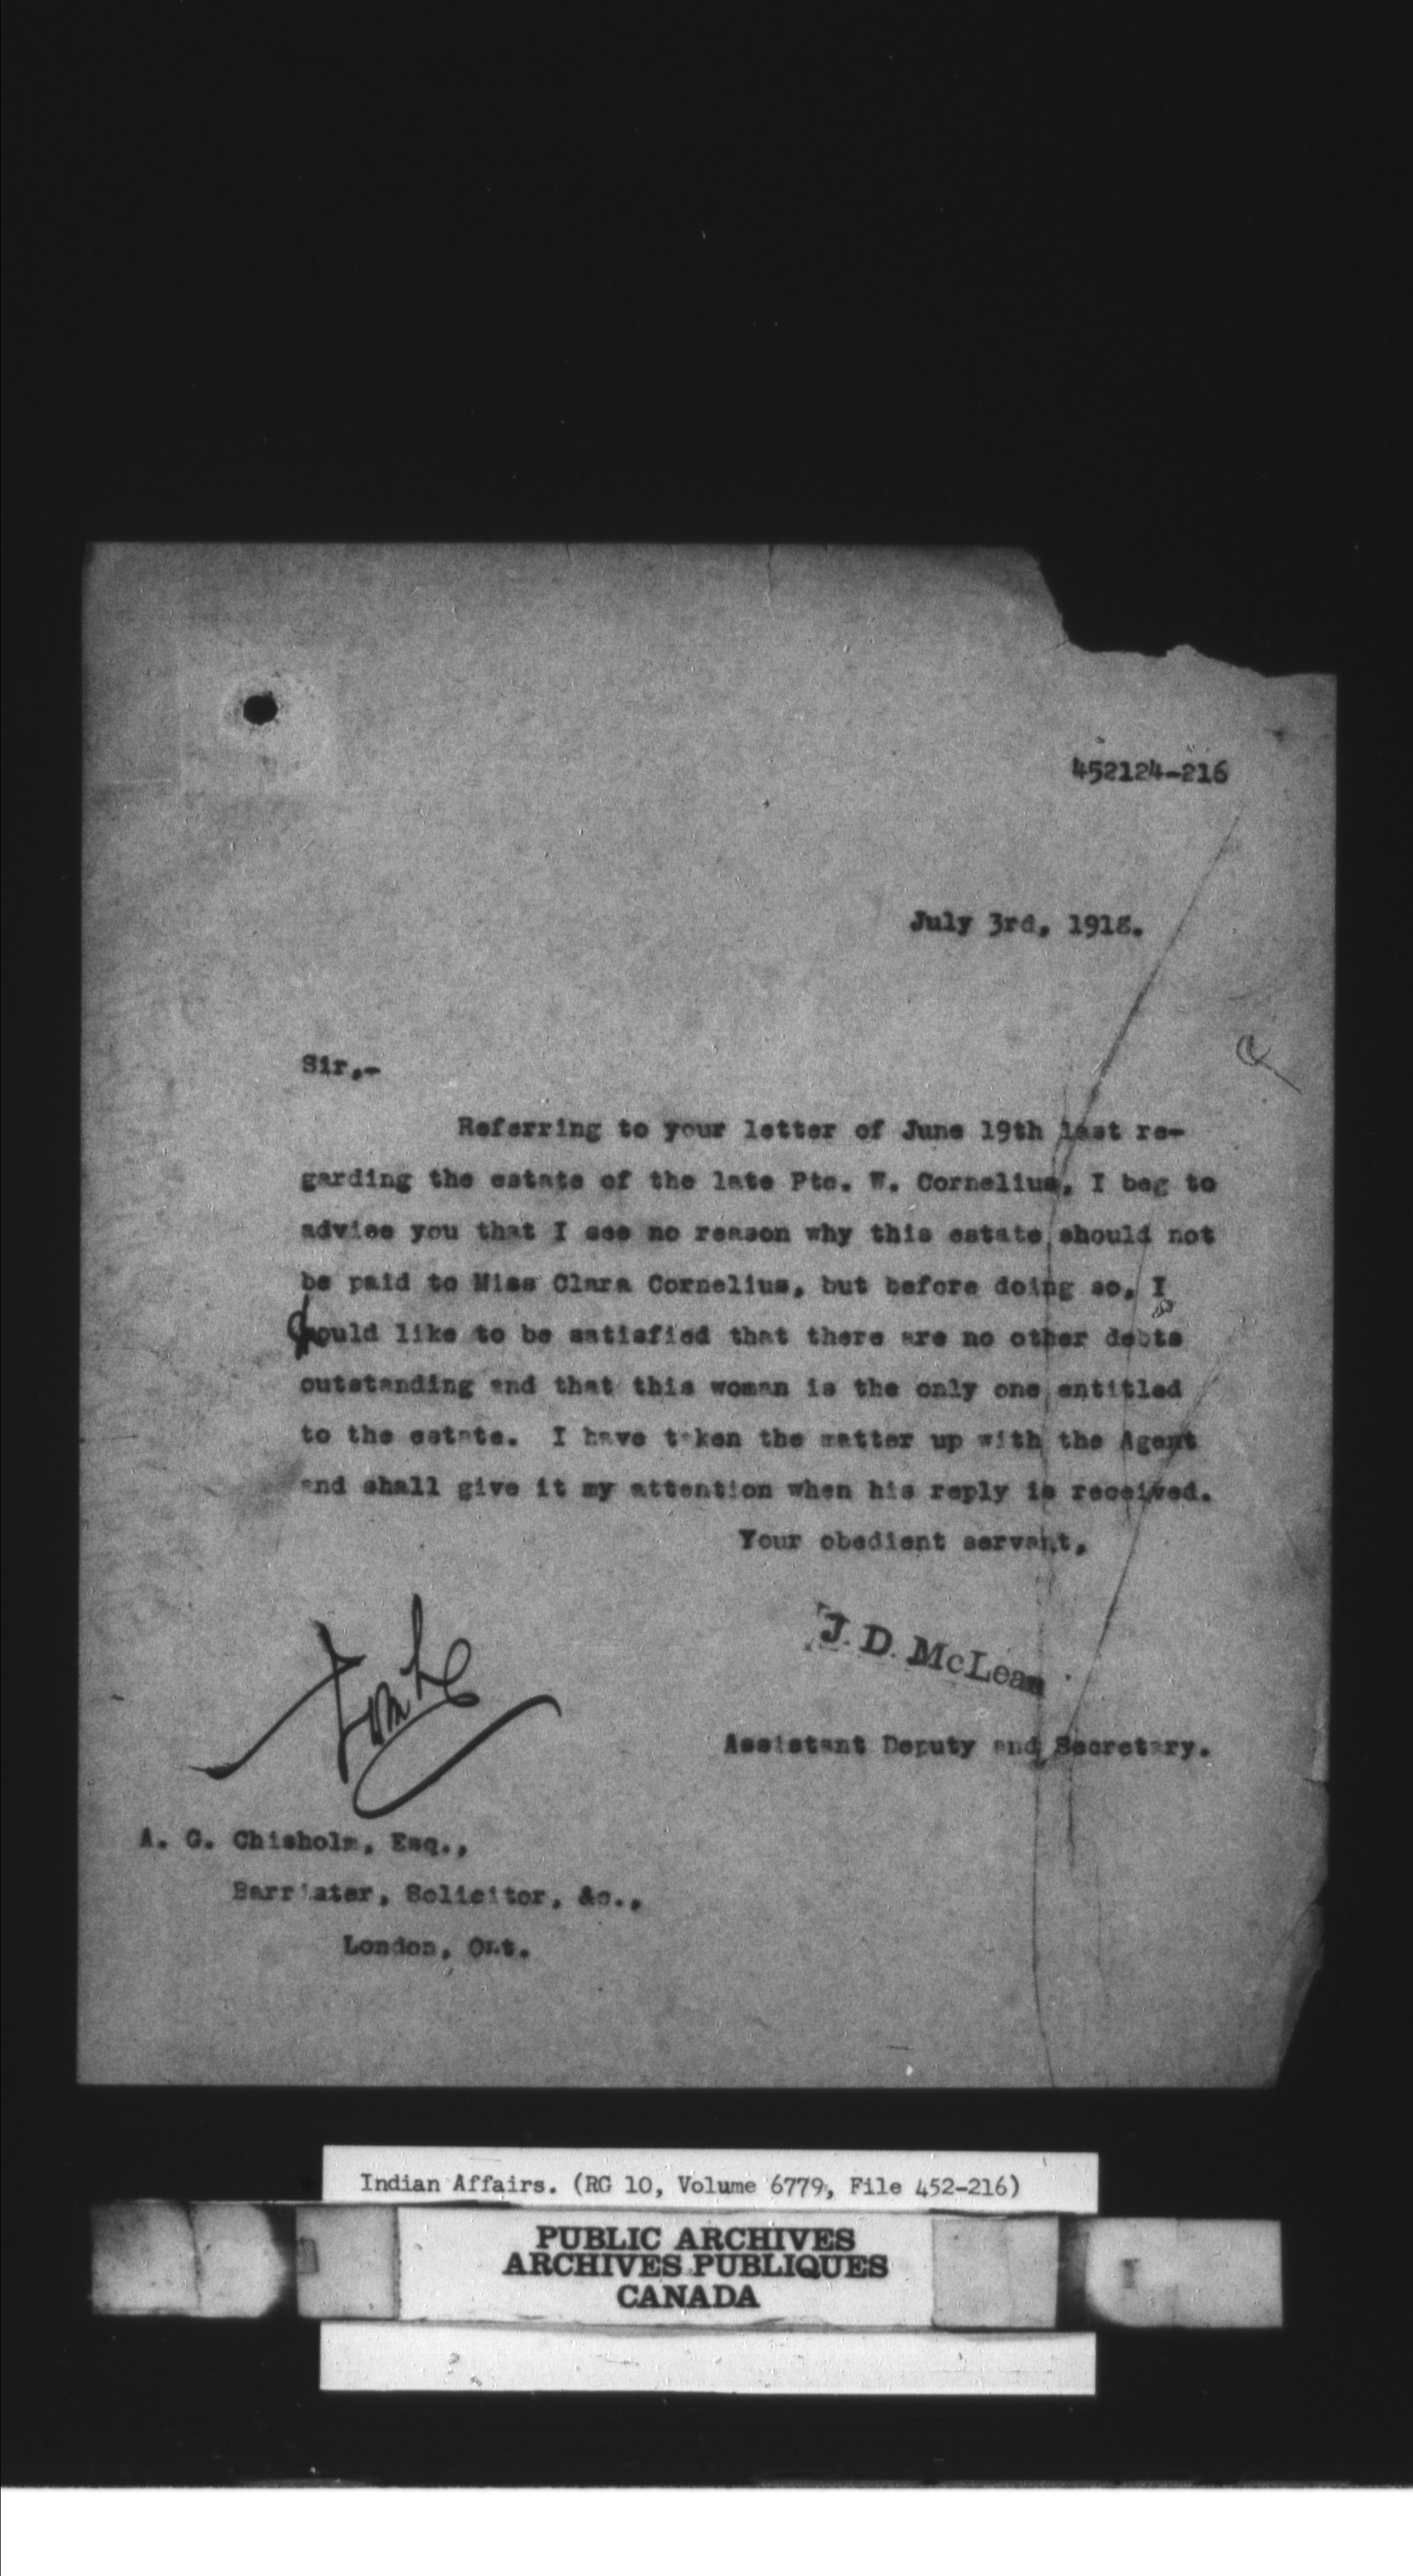 452124-216
July 3rd, 1918.
Sir,-
Referring to your letter of June 19th last re-
garding the estate of the late Pte. W. Cornelius, I beg to
advise you that I see no reason why this estate should not
be paid to Miss Clara Cornelius, but before doing so, I
would like to be satisfied that there are no other debts
outstanding and that this woman is the only one entitled
to the estate. I have taken the matter up with the Agent
and shall give it my attention when his reply is received.
Your obedient servant,
J. D. McLean
Assistant Deputy and Secretary.
A. G. Chisholm, Esq.,
Barrister, Solicitor, &c.,
London, Ont.
Indian Affairs. (RG 10, Volume 6779, File 452-216)
PUBLIC ARCHIVES
ARCHIVES PUBLIQUES
CANADA